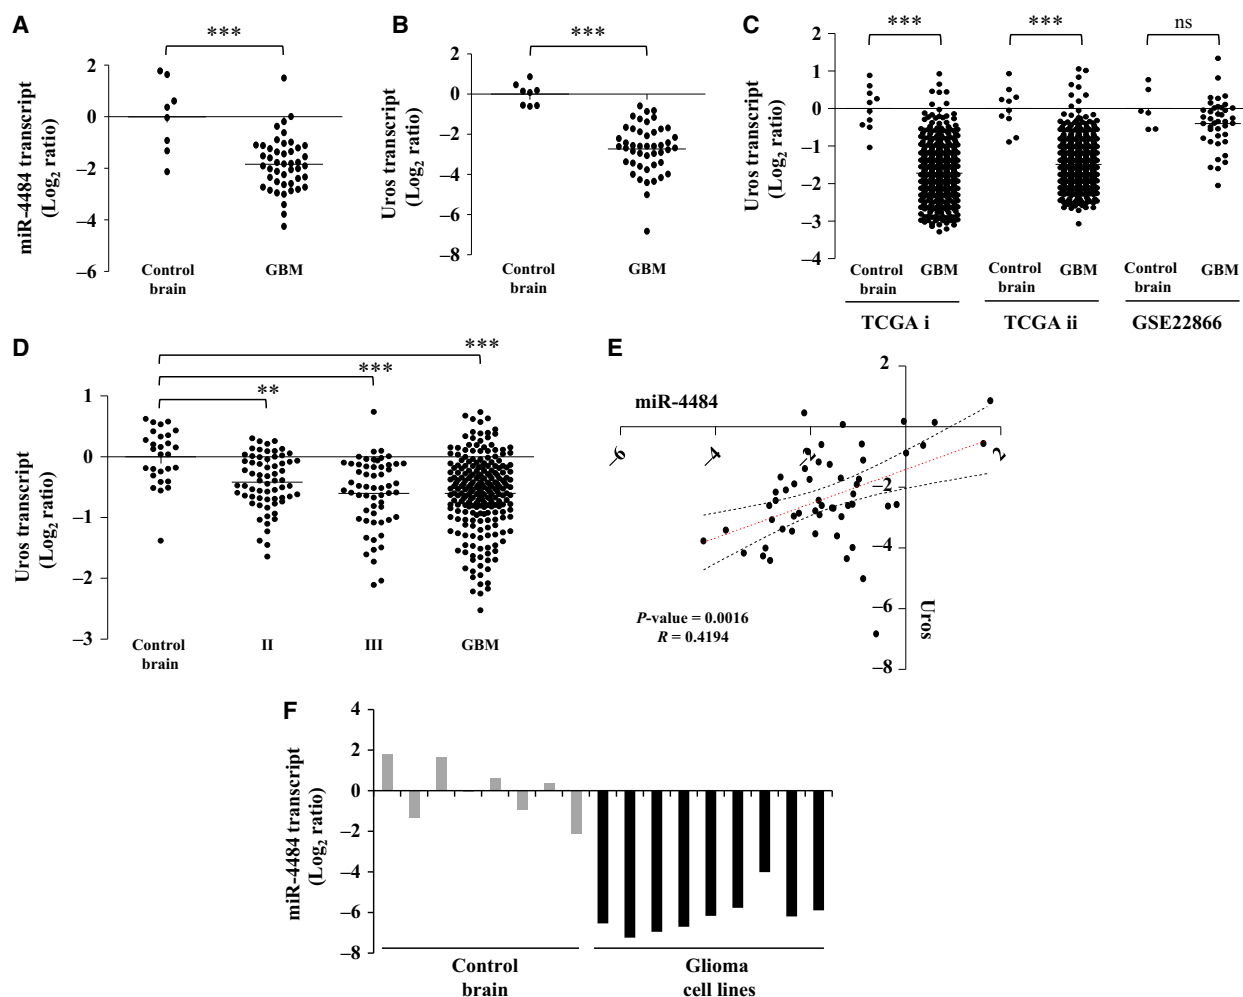 A
miR-4484 transcript
(Log2 ratio)
2
0
–2
–4
–6
***
Control
brain
GBM
B
Uros transcript
(Log2 ratio)
2
0
–2
–4
–6
–8
***
Control
brain
GBM
C
Uros transcript
(Log2 ratio)
2
1
0
–1
–2
–3
–4
***
***
ns
Control
brain
GBM
Control
brain
GBM
Control
brain
GBM
TCGA i
TCGA ii
GSE22866
D
Uros transcript
(Log2 ratio)
1
0
–1
–2
–3
**
***
***
Control
brain
II
III
GBM
E
miR-4484
–6
–4
–2
2
2
–2
–4
–6
–8
Uros
P-value = 0.0016
R = 0.4194
F
miR-4484 transcript
(Log2 ratio)
4
2
0
–2
–4
–6
–8
Control
brain
Glioma
cell lines